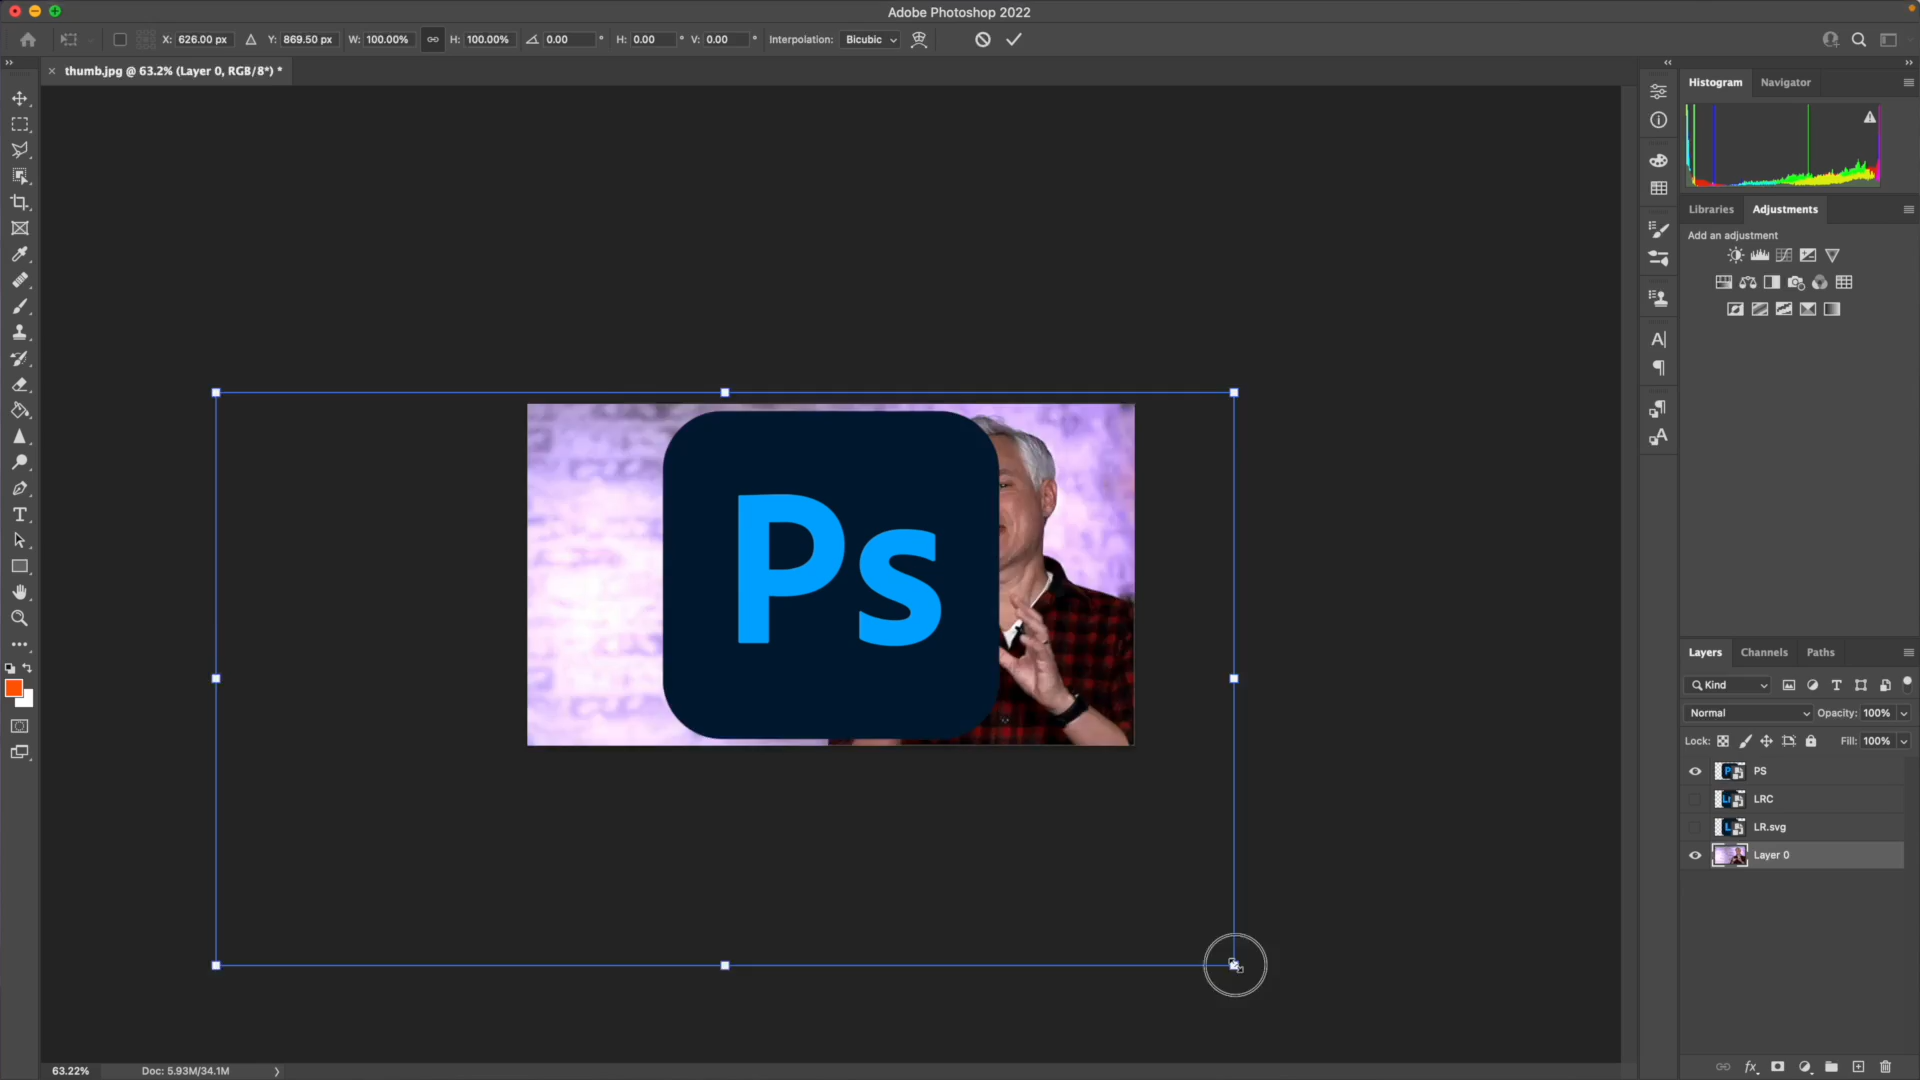 Adobe Photoshop 2022
X: 626.00 px Y: 869.50 px W: 100.00% H: 100.00% 0.00 ° H: 0.00 ° V: 0.00 ° Interpolation: Bicubic
thumb.jpg @ 63.2% (Layer 0, RGB/8*) *
Histogram Navigator
Libraries Adjustments
Add an adjustment
Ps
Layers Channels Paths
Kind
Normal Opacity: 100%
Lock: Fill: 100%
PS
LRC
LR.svg
Layer 0
63.22% Doc: 5.93M/34.1M